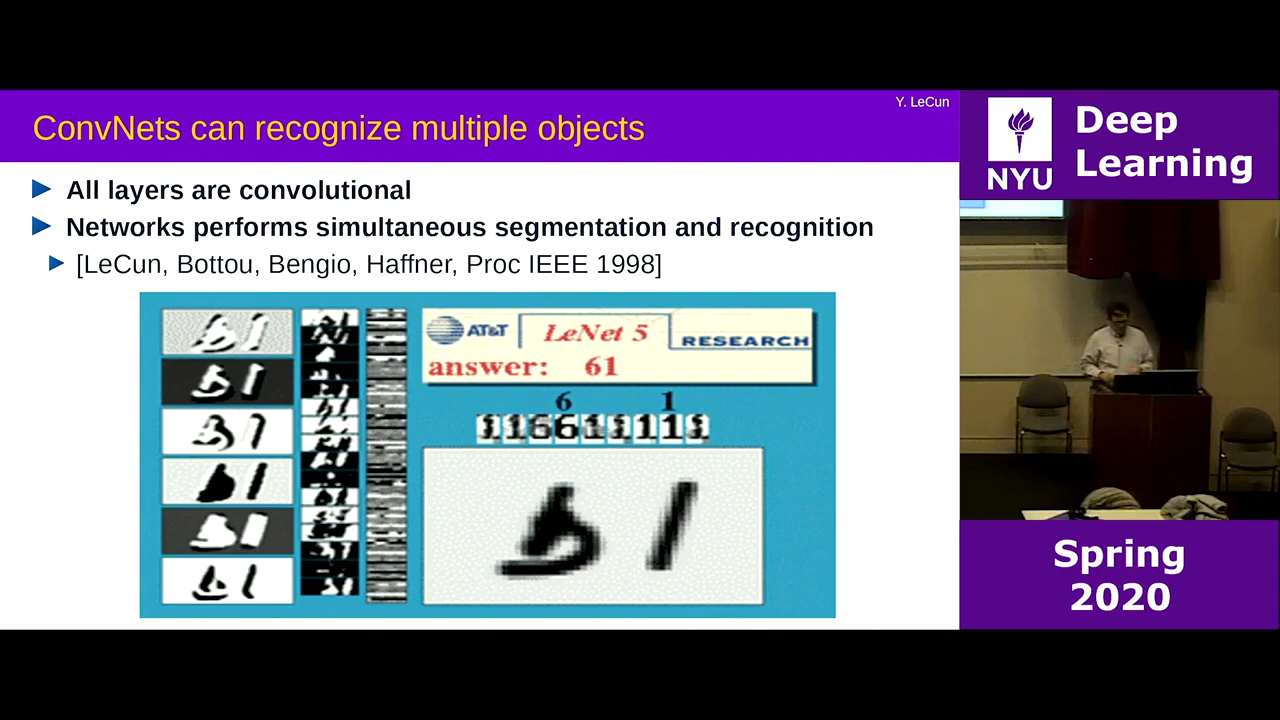 Y. LeCun
ConvNets can recognize multiple objects
All layers are convolutional
Networks performs simultaneous segmentation and recognition
[LeCun, Bottou, Bengio, Haffner, Proc IEEE 1998]
AT&T
LeNet 5
RESEARCH
answer: 61
6 1
61
NYU
Deep
Learning
Spring
2020